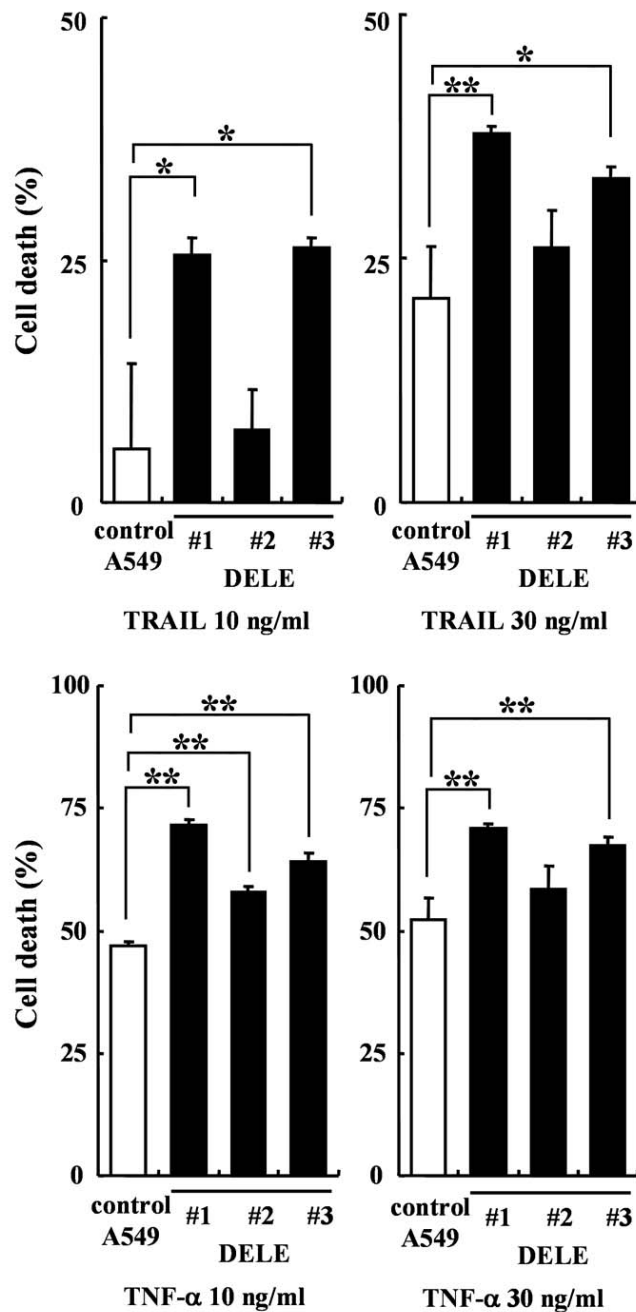 50
25
0
Cell death (%)
*
*
control
A549
#1
#2
#3
DELE
TRAIL 10 ng/ml
50
25
0
*
**
control
A549
#1
#2
#3
DELE
TRAIL 30 ng/ml
100
75
50
25
0
Cell death (%)
**
**
**
control
A549
#1
#2
#3
DELE
TNF-α 10 ng/ml
100
75
50
25
0
**
**
control
A549
#1
#2
#3
DELE
TNF-α 30 ng/ml